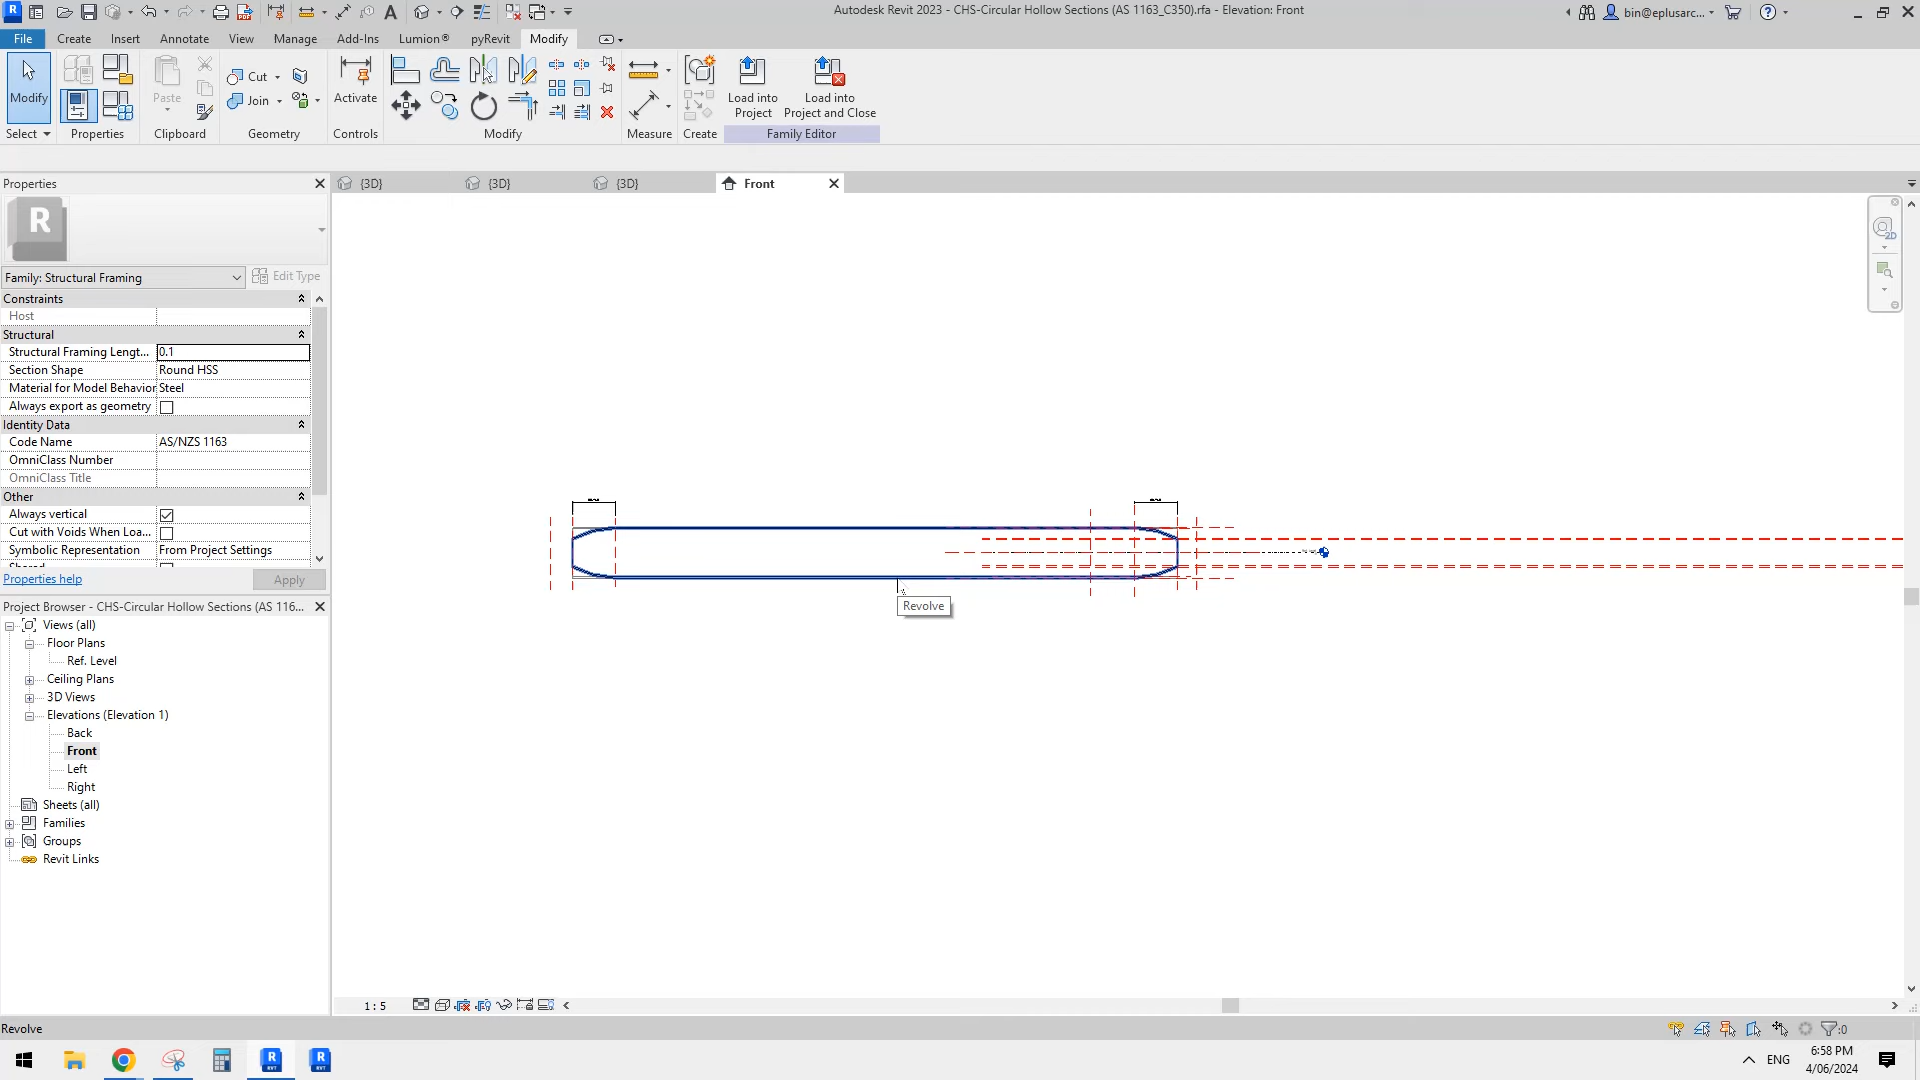 Autodesk Revit 2023 - CHS-Circular Hollow Sections (AS 1163_C350).rfa - Elevation: Front
bin@eplusarc...
File Create Insert Annotate View Manage Add-Ins Lumion® pyRevit Modify
Modify
Paste
Cut
Join
Activate
Load into
Project
Load into
Project and Close
Select Properties Clipboard Geometry Controls Modify Measure Create Family Editor
Properties
{3D} {3D} {3D} Front
R
Family: Structural Framing
Edit Type
Constraints
Host
Structural
Structural Framing Lengt... 0.1
Section Shape Round HSS
Material for Model Behavior Steel
Always export as geometry
Identity Data
Code Name AS/NZS 1163
OmniClass Number
OmniClass Title
Other
Always vertical
Cut with Voids When Loa...
Symbolic Representation From Project Settings
Properties help
Apply
Project Browser - CHS-Circular Hollow Sections (AS 116...
Views (all)
Floor Plans
Ref. Level
Ceiling Plans
3D Views
Elevations (Elevation 1)
Back
Front
Left
Right
Sheets (all)
Families
Groups
Revit Links
Revolve
2D
1 : 5
Revolve
:0
ENG
6:58 PM
4/06/2024